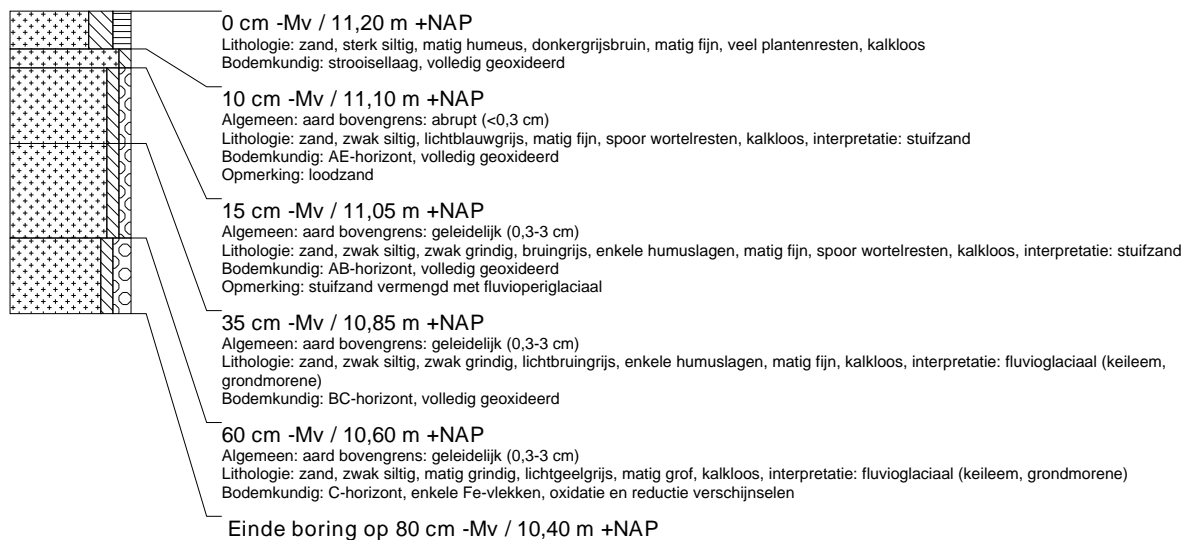 0 cm -Mv / 11,20 m +NAP
Lithologie: zand, sterk siltig, matig humeus, donkergrijsbruin, matig fijn, veel plantenresten, kalkloos
Bodemkundig: strooisellaag, volledig geoxideerd
10 cm -Mv / 11,10 m +NAP
Algemeen: aard bovengrens: abrupt (<0,3 cm)
Lithologie: zand, zwak siltig, lichtblauwgrijs, matig fijn, spoor wortelresten, kalkloos, interpretatie: stuifzand
Bodemkundig: AE-horizont, volledig geoxideerd
Opmerking: loodzand
15 cm -Mv / 11,05 m +NAP
Algemeen: aard bovengrens: geleidelijk (0,3-3 cm)
Lithologie: zand, zwak siltig, zwak grindig, bruingrijs, enkele humuslagen, matig fijn, spoor wortelresten, kalkloos, interpretatie: stuifzand
Bodemkundig: AB-horizont, volledig geoxideerd
Opmerking: stuifzand vermengd met fluvioperiglaciaal
35 cm -Mv / 10,85 m +NAP
Algemeen: aard bovengrens: geleidelijk (0,3-3 cm)
Lithologie: zand, zwak siltig, zwak grindig, lichtbruingrijs, enkele humuslagen, matig fijn, kalkloos, interpretatie: fluvioglaciaal (keileem,
grondmorene)
Bodemkundig: BC-horizont, volledig geoxideerd
60 cm -Mv / 10,60 m +NAP
Algemeen: aard bovengrens: geleidelijk (0,3-3 cm)
Lithologie: zand, zwak siltig, matig grindig, lichtgeelgrijs, matig grof, kalkloos, interpretatie: fluvioglaciaal (keileem, grondmorene)
Bodemkundig: C-horizont, enkele Fe-vlekken, oxidatie en reductie verschijnselen
Einde boring op 80 cm -Mv / 10,40 m +NAP